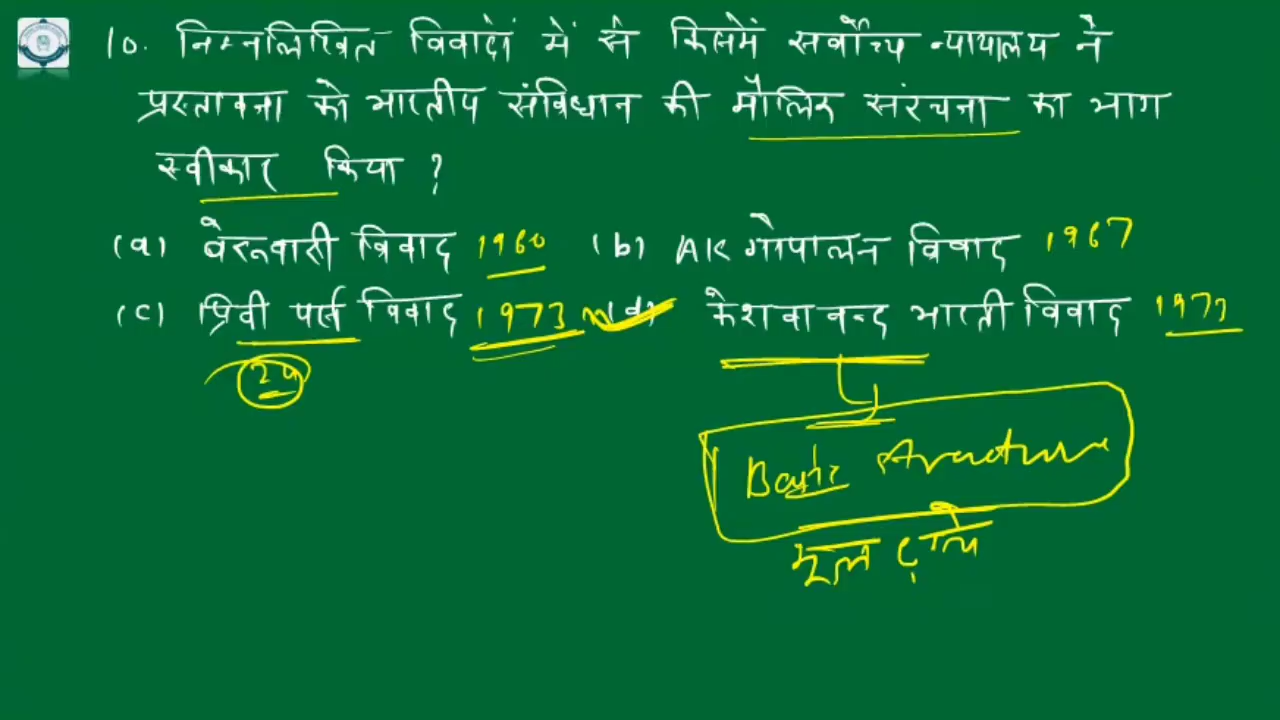 10. निम्नलिखित विवादों में से किसमें सर्वोच्च न्यायालय ने
प्रस्तावना को भारतीय संविधान की मौलिक संरचना का भाग
स्वीकार किया ?
(a) बेरूबारी विवाद 1960 (b) AK गोपालन विवाद 1967
(c) प्रिवी पर्स विवाद 1973 (d) केशवानन्द भारती विवाद 1973
Basic Structure
मूल ढाँचा